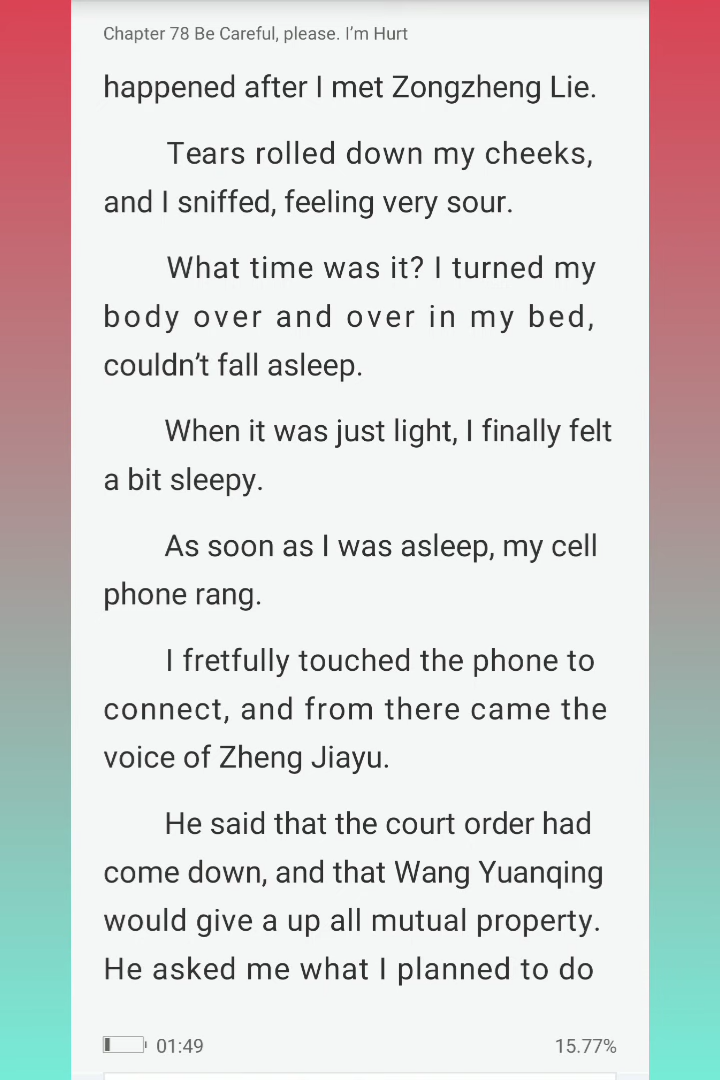 Chapter 78 Be Careful, please. I’m Hurt
happened after I met Zongzheng Lie.
Tears rolled down my cheeks,
and I sniffed, feeling very sour.
What time was it? I turned my
body over and over in my bed,
couldn’t fall asleep.
When it was just light, I finally felt
a bit sleepy.
As soon as I was asleep, my cell
phone rang.
I fretfully touched the phone to
connect, and from there came the
voice of Zheng Jiayu.
He said that the court order had
come down, and that Wang Yuanqing
would give a up all mutual property.
He asked me what I planned to do
01:49
15.77%